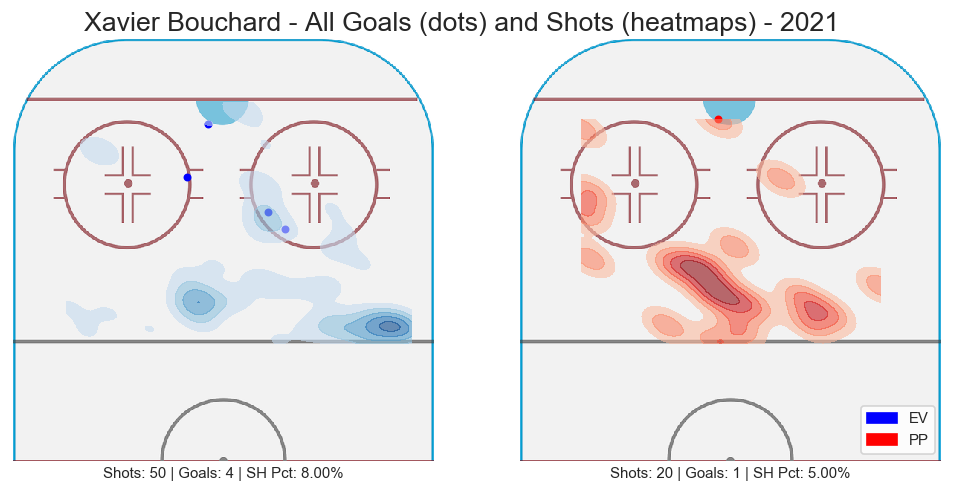 Xavier Bouchard - All Goals (dots) and Shots (heatmaps) - 2021
EV
PP
Shots: 50 | Goals: 4 | SH Pct: 8.00%
Shots: 20 | Goals: 1 | SH Pct: 5.00%